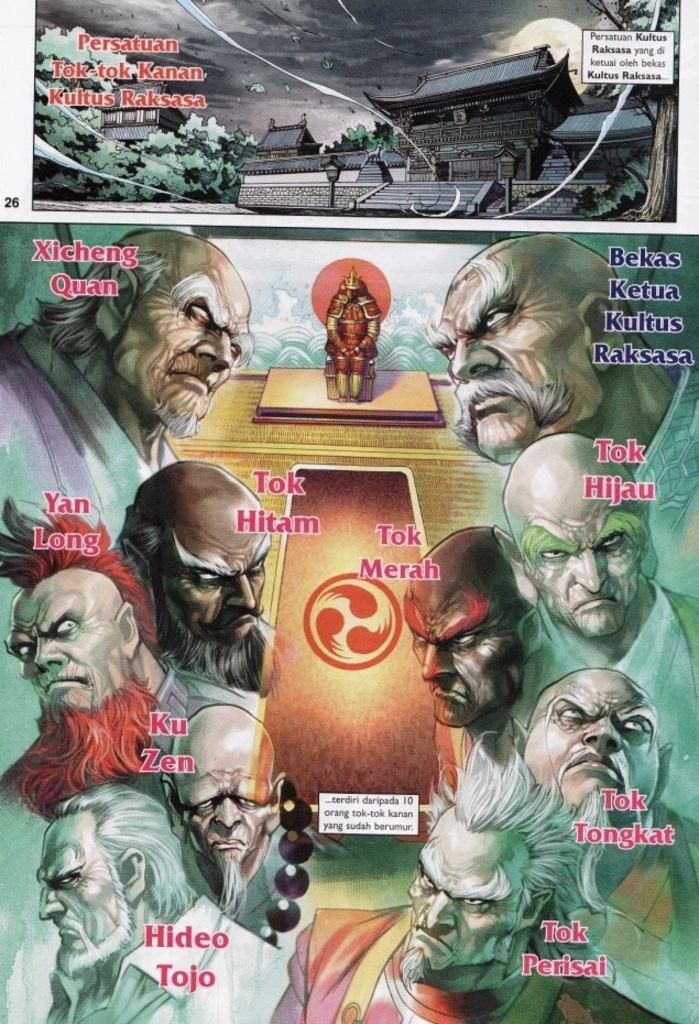 Persatuan
Tok-tok Kanan
Kultus Raksasa
Persatuan Kultus
Raksasa yang di
ketuai oleh bekas
Kultus Raksasa...
26
Xicheng
Quan
Bekas
Ketua
Kultus
Raksasa
Tok
Hijau
Tok
Hitam
Yan
Long
Tok
Merah
Ku
Zen
...terdiri daripada 10
orang tok-tok kanan
yang sudah berumur.
Tok
Tongkat
Hideo
Tojo
Tok
Perisai